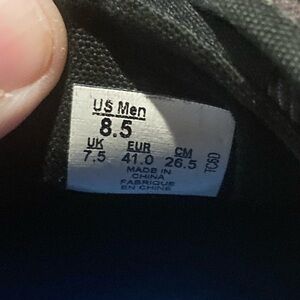 US Men
8.5
UK EUR CM
7.5 41.0 26.5
MADE IN
CHINA
FABRIQUE
EN CHINE
TC6D